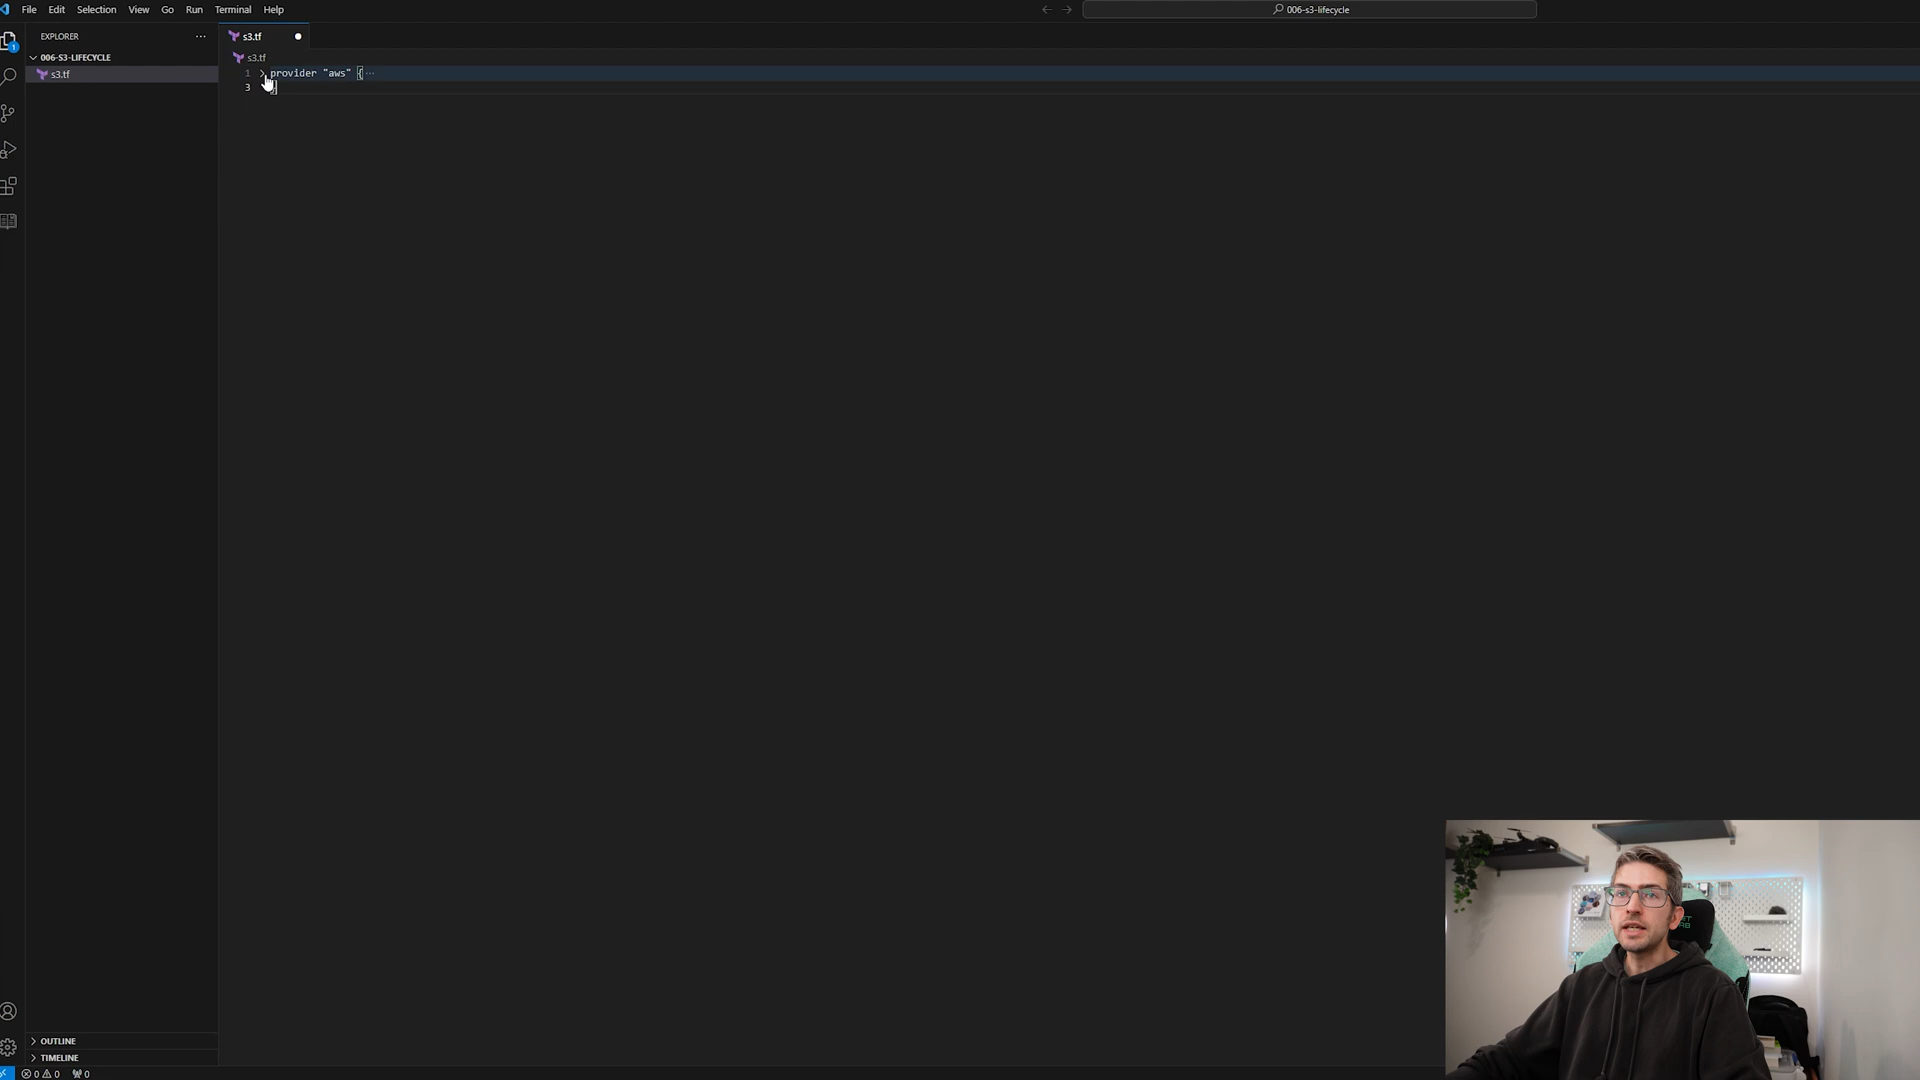 File Edit Selection View Go Run Terminal Help
006-s3-lifecycle
EXPLORER
s3.tf
006-S3-LIFECYCLE
s3.tf
s3.tf
1 provider "aws" {
3 }
OUTLINE
TIMELINE
0 0 0
1